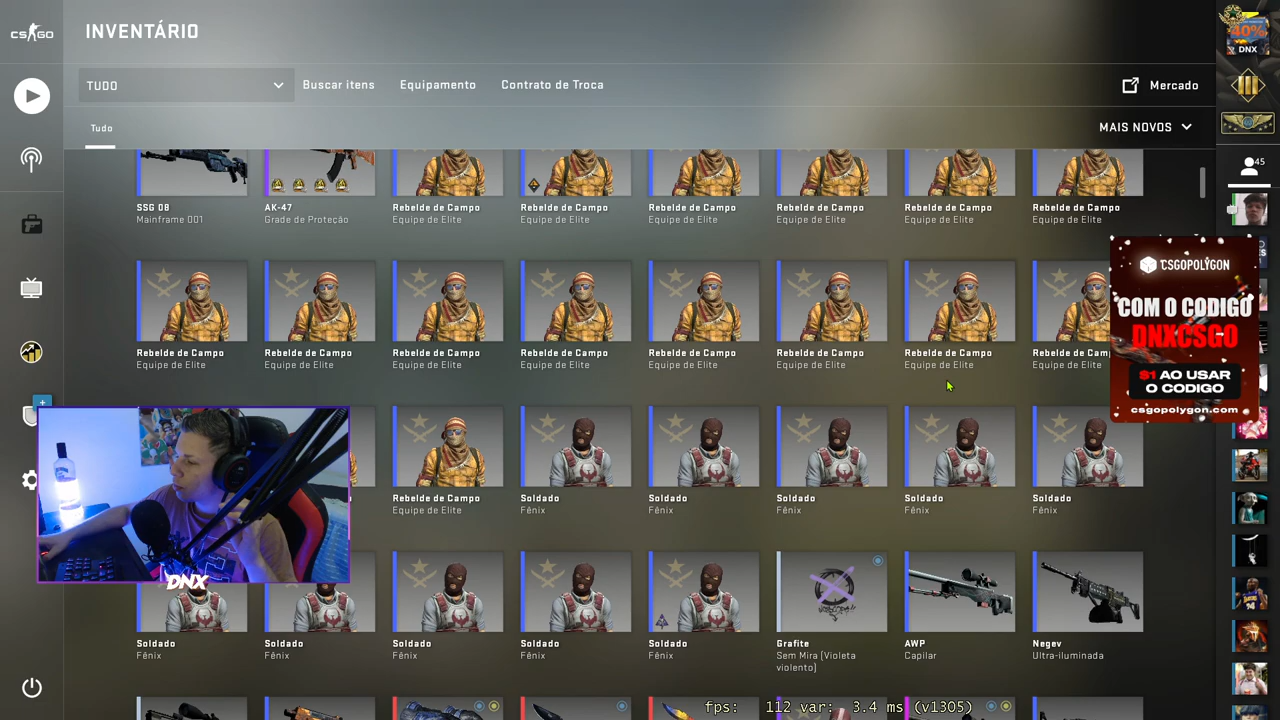 CS:GO
INVENTÁRIO
40%
DNX
TUDO
Buscar itens
Equipamento
Contrato de Troca
Mercado
Tudo
MAIS NOVOS
45
SSG 08
Mainframe 001
AK-47
Grade de Proteção
Rebelde de Campo
Equipe de Elite
Rebelde de Campo
Equipe de Elite
Rebelde de Campo
Equipe de Elite
Rebelde de Campo
Equipe de Elite
Rebelde de Campo
Equipe de Elite
Rebelde de Campo
Equipe de Elite
Rebelde de Campo
Equipe de Elite
Rebelde de Campo
Equipe de Elite
Rebelde de Campo
Equipe de Elite
Rebelde de Campo
Equipe de Elite
Rebelde de Campo
Equipe de Elite
Rebelde de Campo
Equipe de Elite
Rebelde de Campo
Equipe de Elite
Rebelde de Campo
Equipe de Elite
CSGOPOLYGON
COM O CODIGO
DNXCSGO
$1 AO USAR
O CODIGO
csgopolygon.com
Rebelde de Campo
Equipe de Elite
Soldado
Fênix
Soldado
Fênix
Soldado
Fênix
Soldado
Fênix
Soldado
Fênix
DNX
Soldado
Fênix
Soldado
Fênix
Soldado
Fênix
Soldado
Fênix
Soldado
Fênix
Grafite
Sem Mira (Violeta
violento)
AWP
Capilar
Negev
Ultra-iluminada
fps: 112 var: 3.4 ms (v1305)